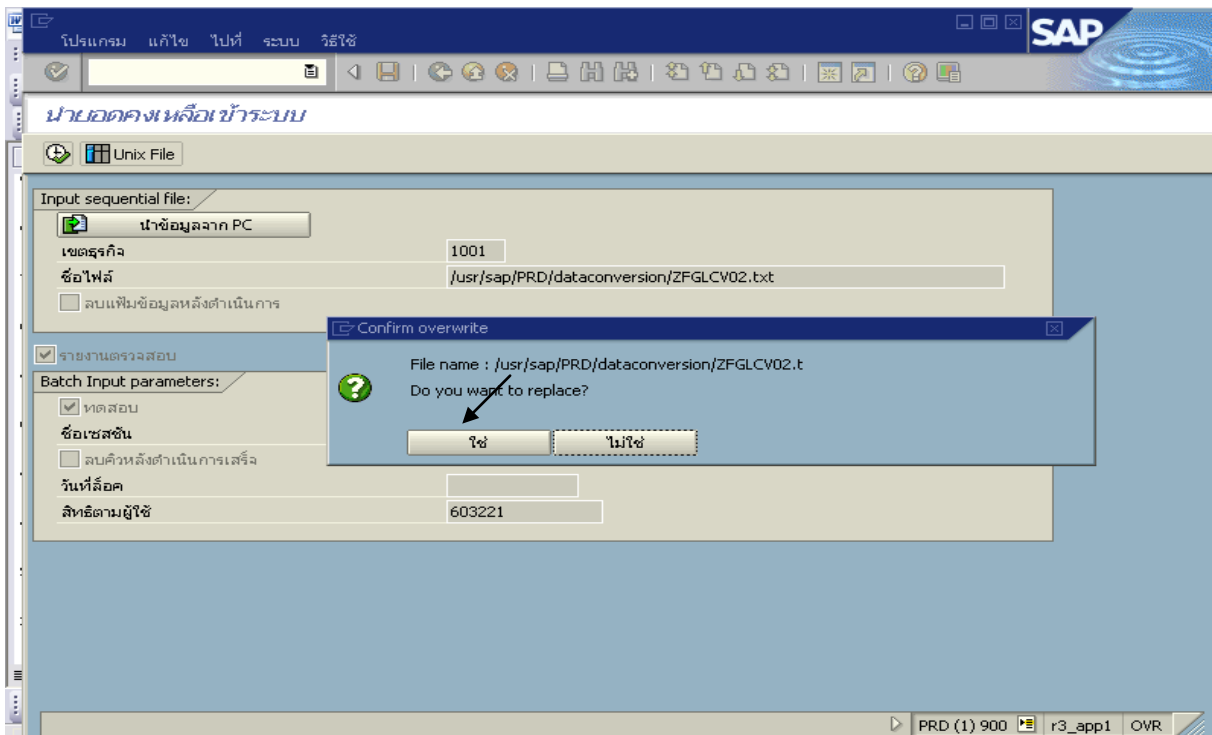 โปรแกรม แก้ไข ไปที่ ระบบ วิธีใช้
SAP
นำยอดคงเหลือเข้าระบบ
Unix File
Input sequential file:
นำข้อมูลจาก PC
เขตธุรกิจ 1001
ชื่อไฟล์ /usr/sap/PRD/dataconversion/ZFGLCV02.txt
ลบแฟ้มข้อมูลหลังดำเนินการ
Confirm overwrite
รายงานตรวจสอบ
File name : /usr/sap/PRD/dataconversion/ZFGLCV02.t
Batch Input parameters:
Do you want to replace?
ทดสอบ
ชื่อเซสชัน
ใช่ ไม่ใช่
ลบคิวหลังดำเนินการเสร็จ
วันที่ล็อค
สิทธิตามผู้ใช้ 603221
PRD (1) 900 r3_app1 OVR